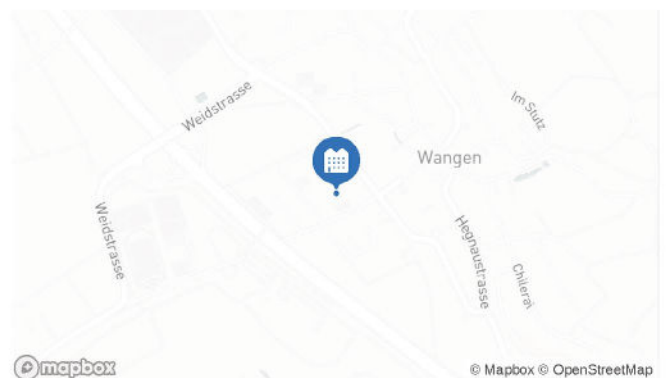 Weidstrasse
Im Stutz
Wangen
Weidstrasse
Hegnaustrasse
Chilerai
mapbox
© Mapbox © OpenStreetMap